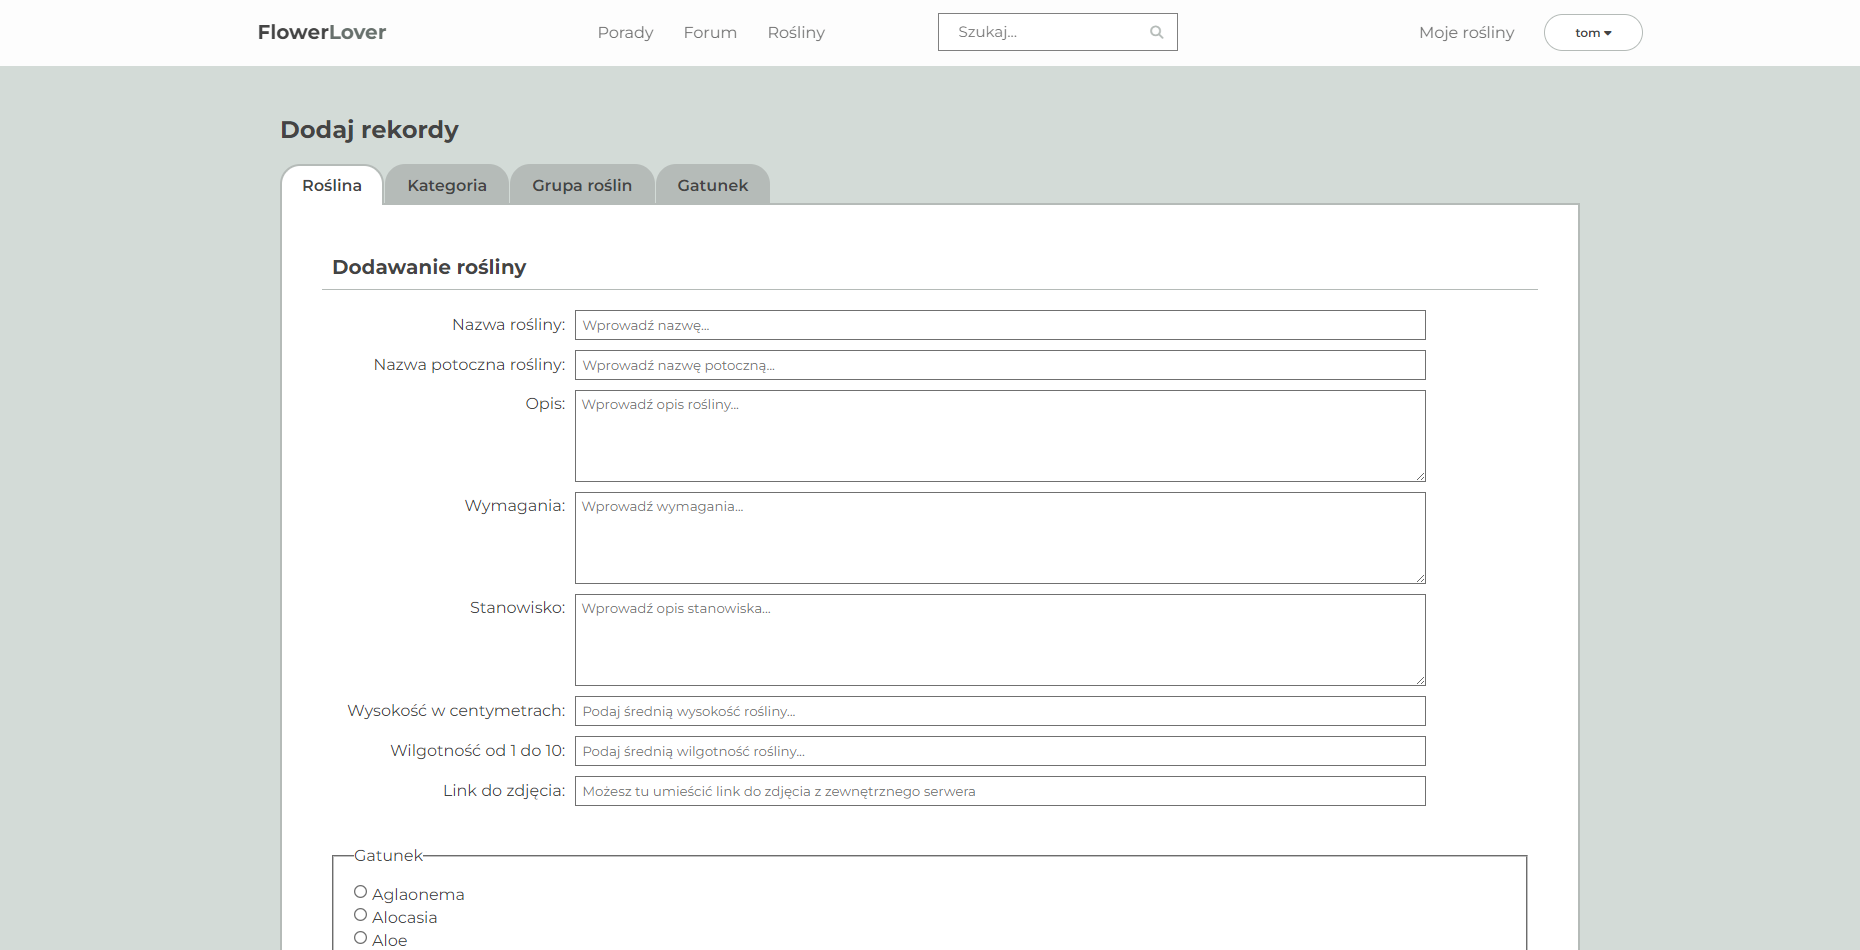 FlowerLover Porady Forum Rośliny Szukaj... Moje rośliny tom
Dodaj rekordy
Roślina Kategoria Grupa roślin Gatunek
Dodawanie rośliny
Nazwa rośliny: Wprowadź nazwę...
Nazwa potoczna rośliny: Wprowadź nazwę potoczną...
Opis: Wprowadź opis rośliny...
Wymagania: Wprowadź wymagania...
Stanowisko: Wprowadź opis stanowiska...
Wysokość w centymetrach: Podaj średnią wysokość rośliny...
Wilgotność od 1 do 10: Podaj średnią wilgotność rośliny...
Link do zdjęcia: Możesz tu umieścić link do zdjęcia z zewnętrznego serwera
Gatunek
Aglaonema
Alocasia
Aloe